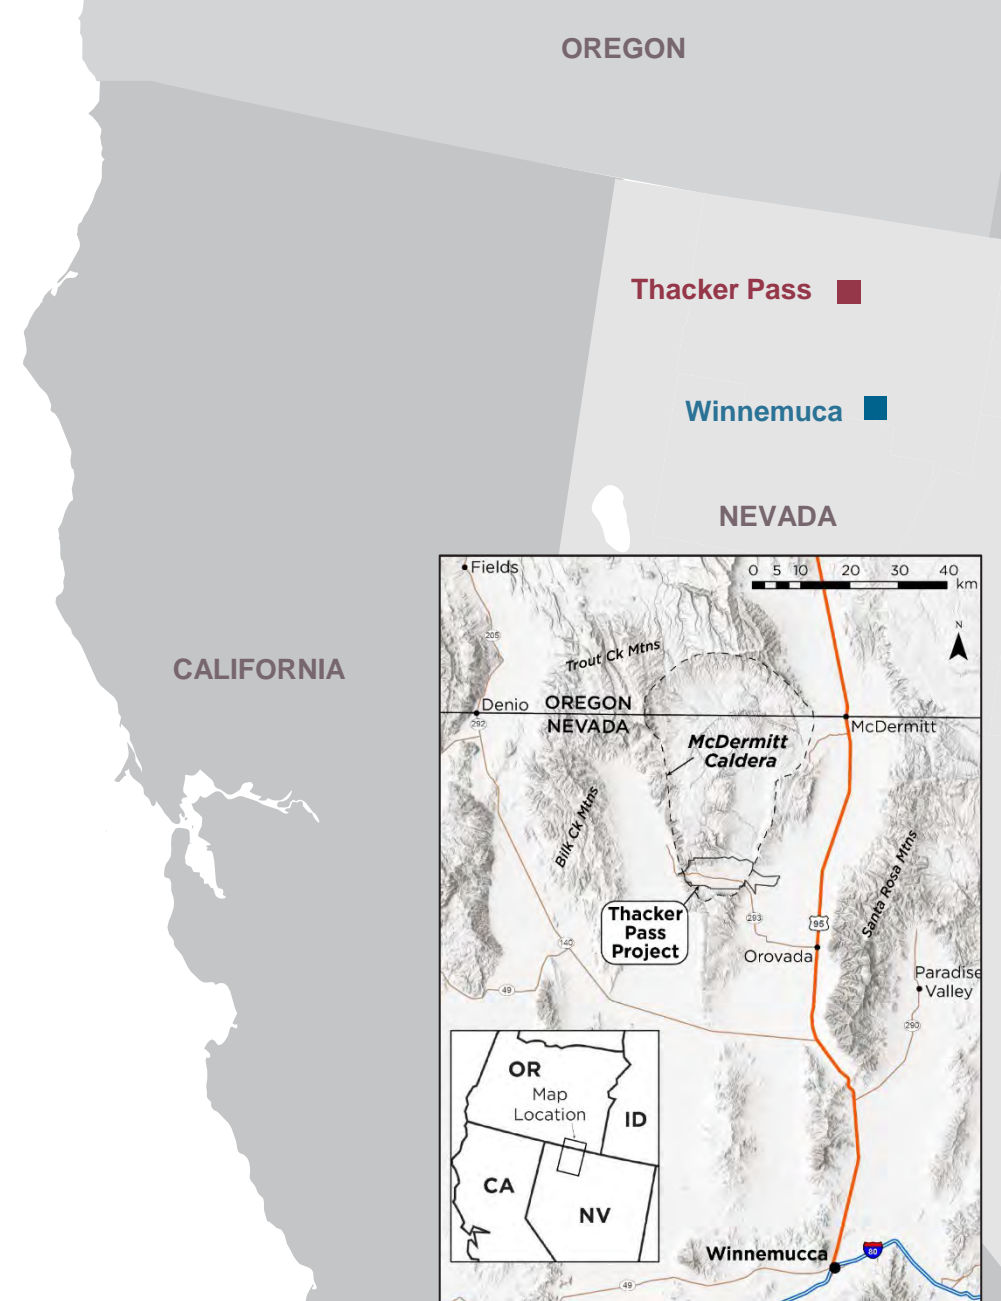 OREGON
Thacker Pass
Winnemuca
NEVADA
CALIFORNIA
Fields
0 5 10 20 30 40
km
N
205
Trout Ck Mtns
Denio
OREGON
292
NEVADA
McDermitt
McDermitt
Caldera
Bilk Ck Mtns
Santa Rosa Mtns
Thacker
Pass
Project
293
95
140
Orovada
Paradise
Valley
49
290
OR
Map
Location
ID
CA
NV
Winnemucca
80
49